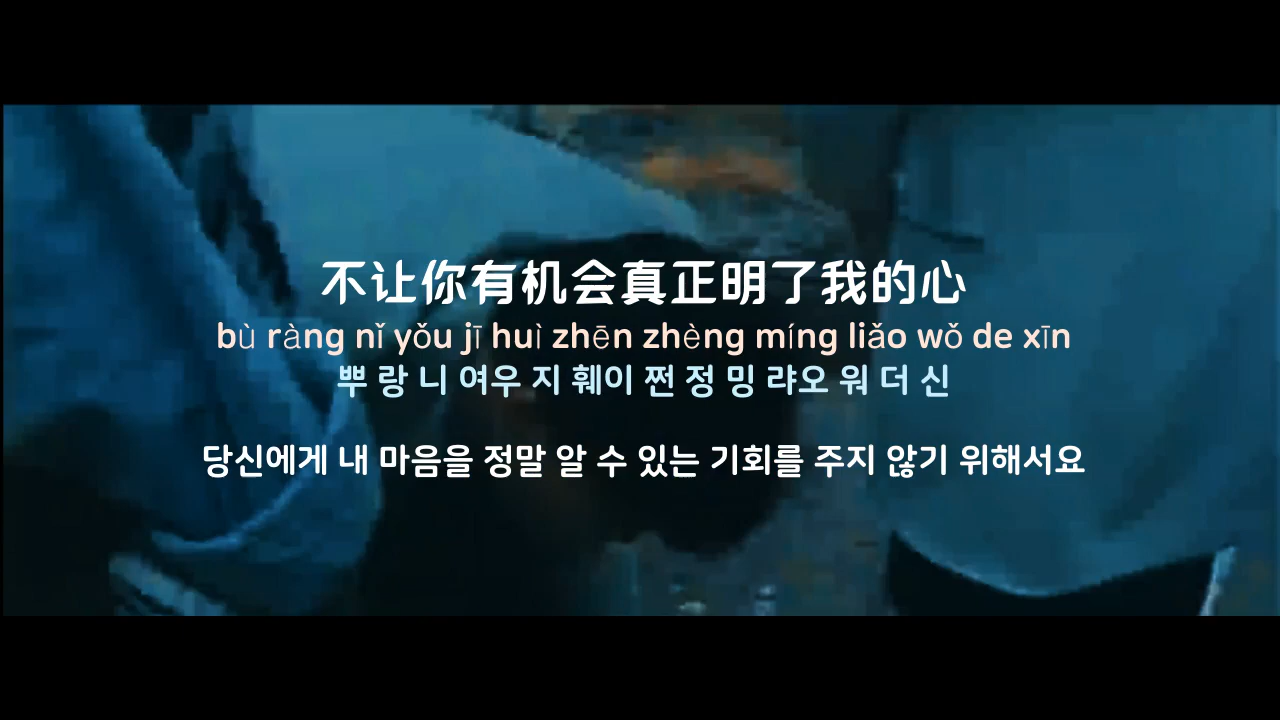 不让你有机会真正明了我的心
bù ràng nǐ yǒu jī huì zhēn zhèng míng liǎo wǒ de xīn
뿌 랑 니 여우 지 훼이 쩐 정 밍 랴오 워 더 신
당신에게 내 마음을 정말 알 수 있는 기회를 주지 않기 위해서요